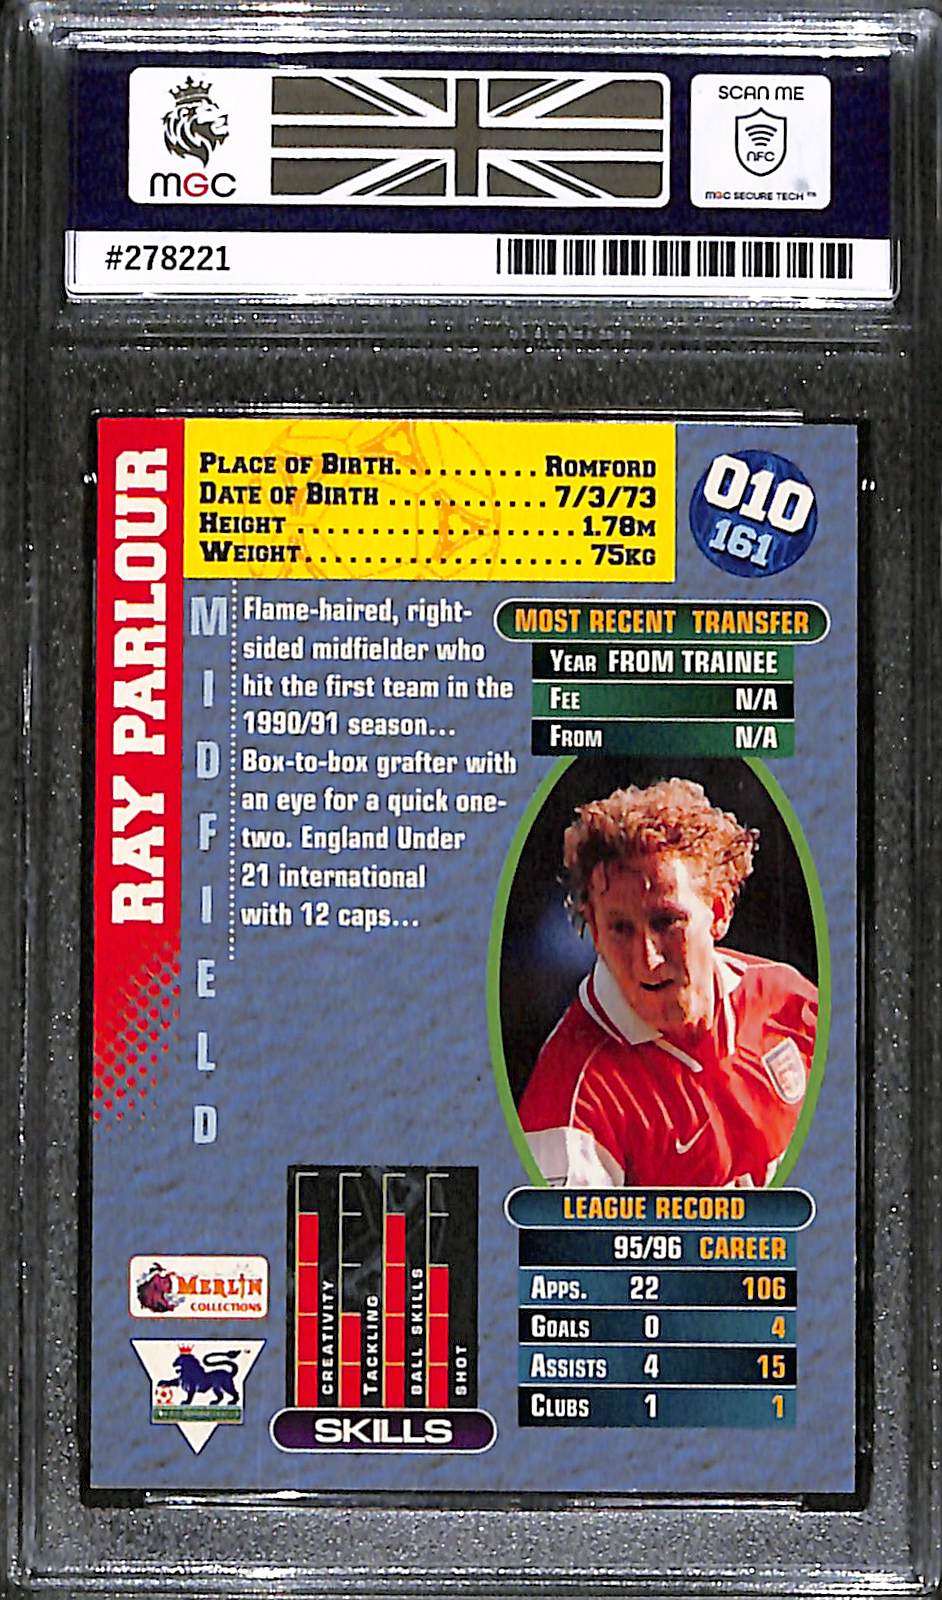 MGC
SCAN ME
NFC
MGC SECURE TECH™
#278221
RAY PARLOUR
PLACE OF BIRTH.......... ROMFORD
DATE OF BIRTH ........... 7/3/73
HEIGHT ................... 1.78M
WEIGHT.................. 75KG
010
161
MIDFIELD
Flame-haired, right-
sided midfielder who
hit the first team in the
1990/91 season...
Box-to-box grafter with
an eye for a quick one-
two. England Under
21 international
with 12 caps...
MOST RECENT TRANSFER
YEAR FROM TRAINEE
FEE N/A
FROM N/A
LEAGUE RECORD
95/96 CAREER
APPS. 22 106
GOALS 0 4
ASSISTS 4 15
CLUBS 1 1
CREATIVITY
TACKLING
BALL SKILLS
SHOT
SKILLS
MERLIN
COLLECTIONS